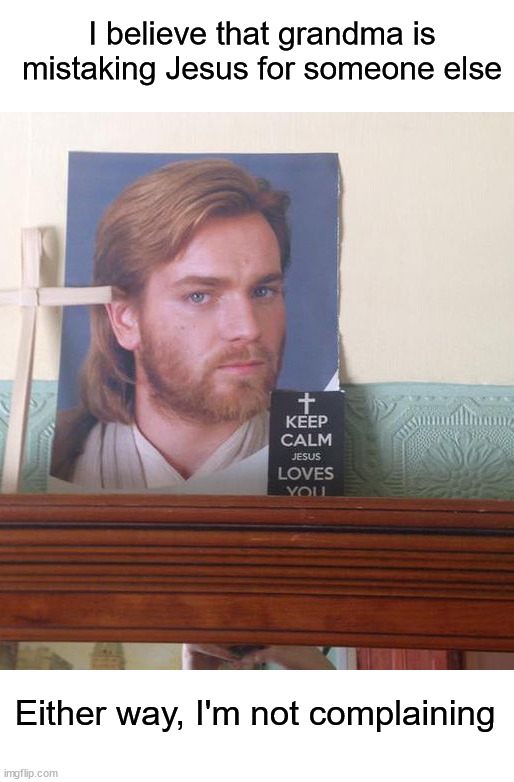 I believe that grandma is
mistaking Jesus for someone else
KEEP
CALM
JESUS
LOVES
YOU
Either way, I'm not complaining
imgflip.com